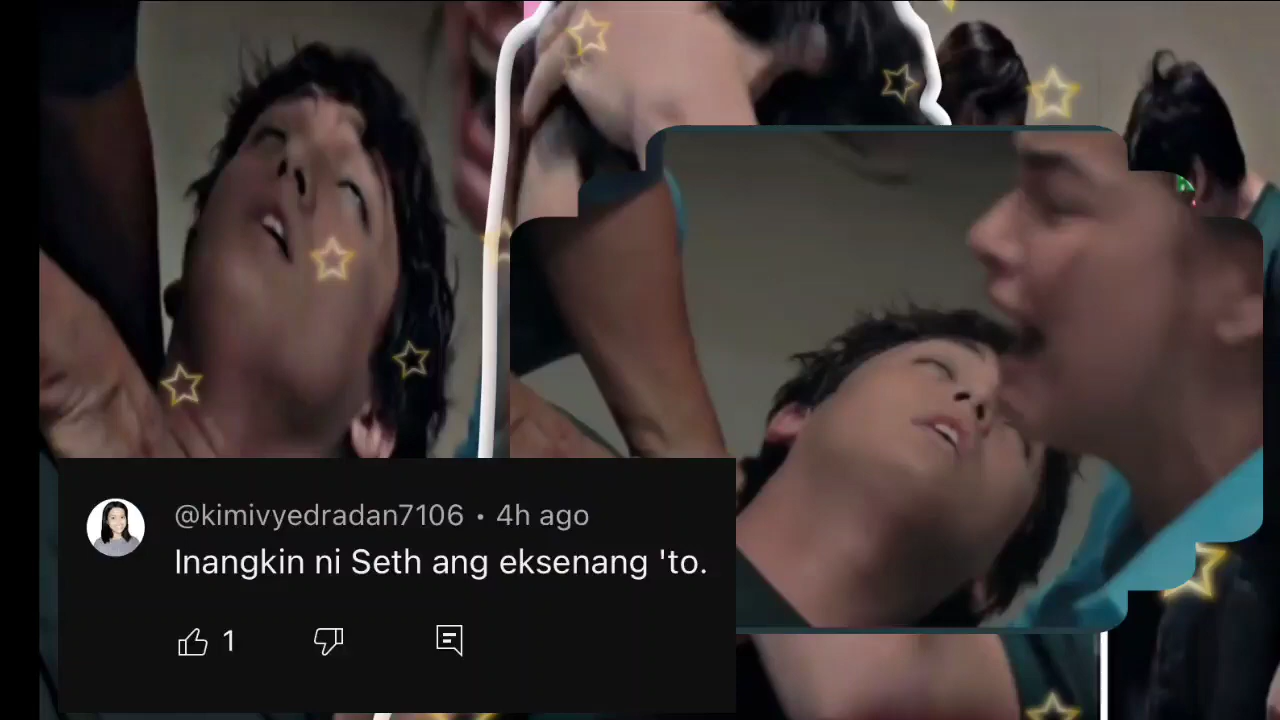 @kimivyedradan7106 • 4h ago
Inangkin ni Seth ang eksenang 'to.
1